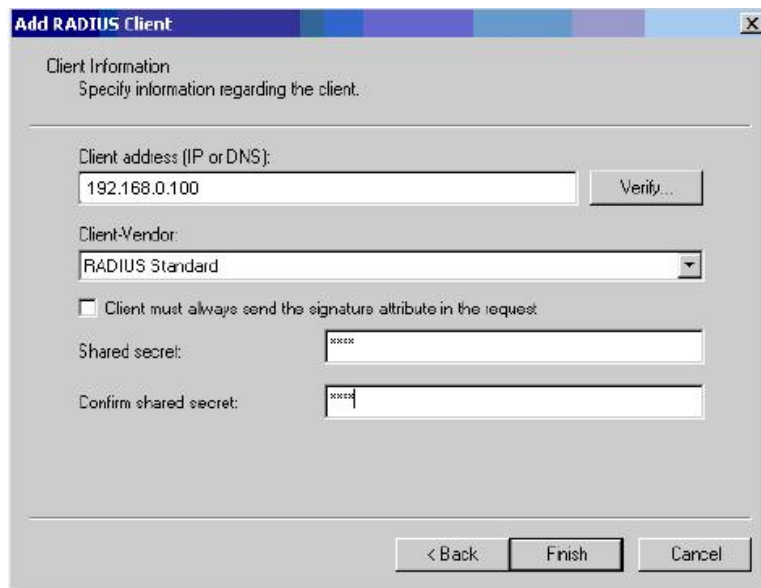 Add RADIUS Client
Client Information
Specify information regarding the client.
Client address (IP or DNS):
192.168.0.100
Verify...
Client-Vendor:
RADIUS Standard
Client must always send the signature attribute in the request
Shared secret:
****
Confirm shared secret:
****
< Back
Finish
Cancel